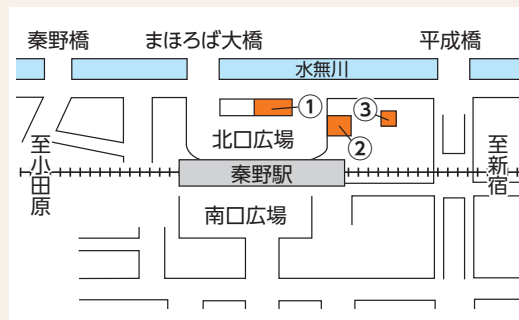 秦野橋
まほろば大橋
平成橋
水無川
①
③
②
北口広場
秦野駅
南口広場
至小田原
至新宿